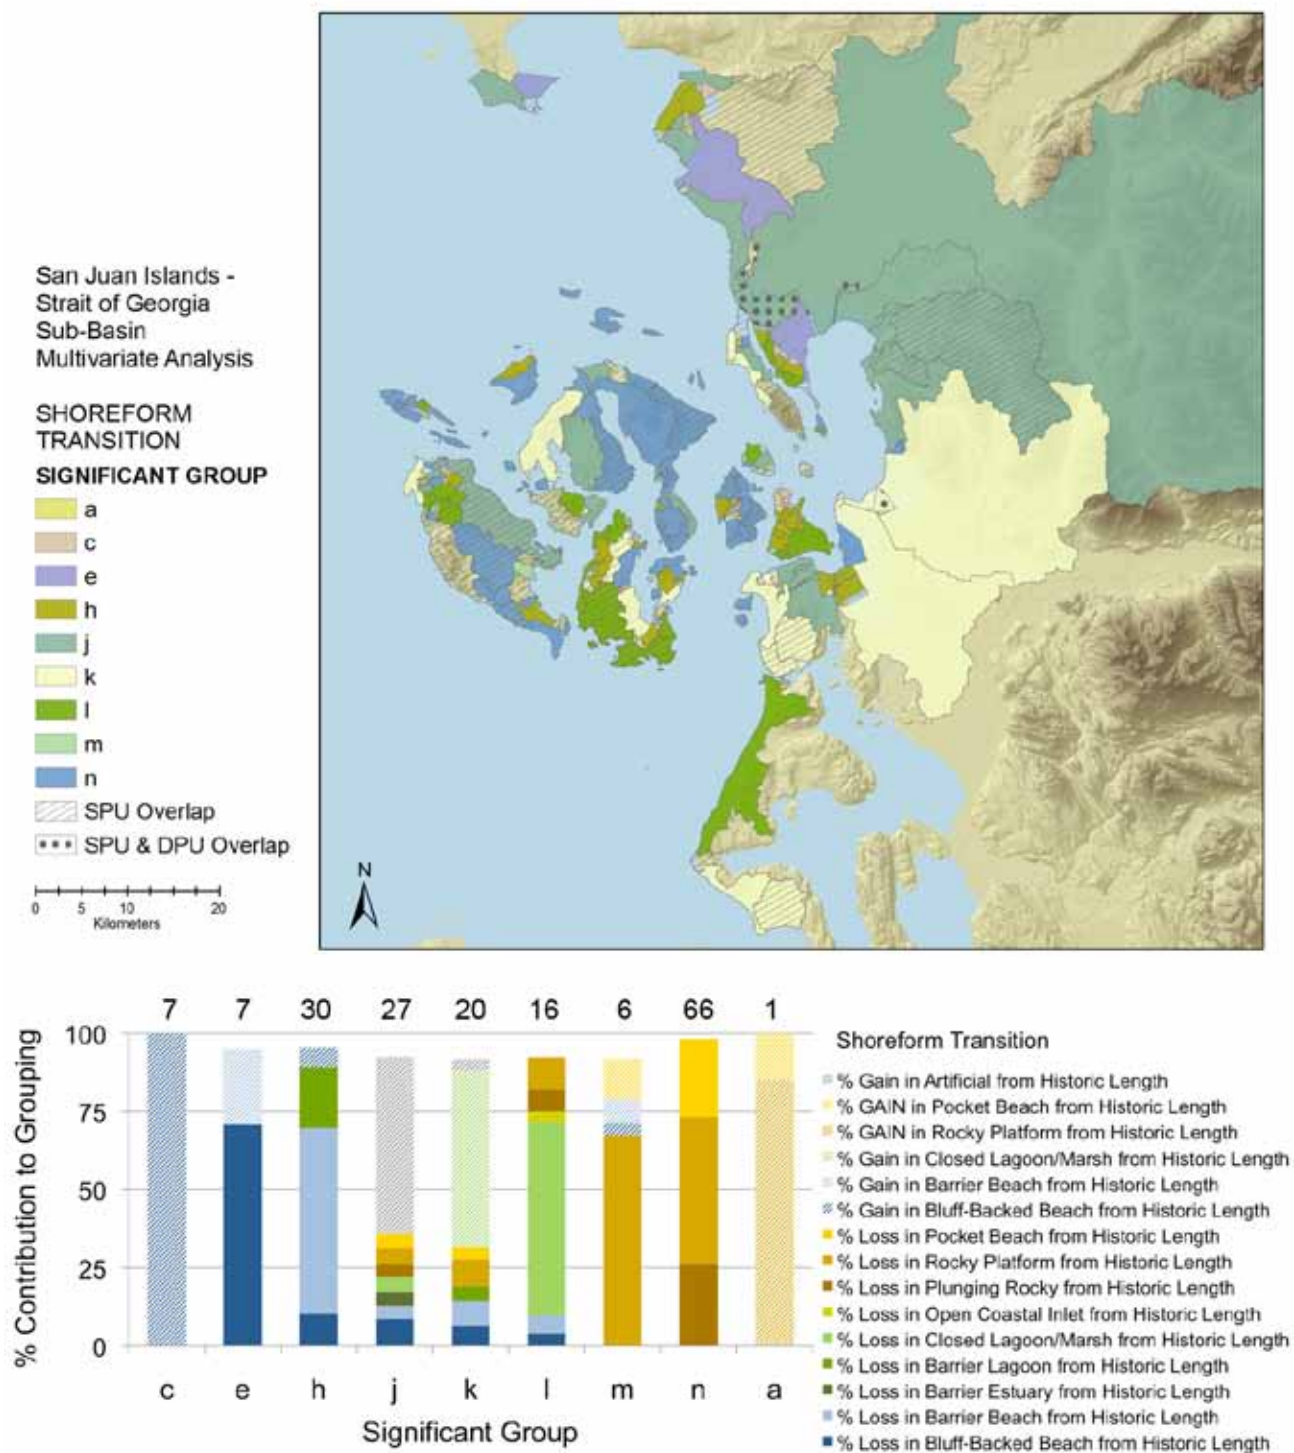 San Juan Islands -
Strait of Georgia
Sub-Basin
Multivariate Analysis
SHOREFORM
TRANSITION
SIGNIFICANT GROUP
a
c
e
h
j
k
l
m
n
SPU Overlap
SPU & DPU Overlap
0 5 10 20
Kilometers
N
7 7 30 27 20 16 6 66 1
% Contribution to Grouping
100
75
50
25
0
c e h j k l m n a
Significant Group
Shoreform Transition
% Gain in Artificial from Historic Length
% GAIN in Pocket Beach from Historic Length
% GAIN in Rocky Platform from Historic Length
% Gain in Closed Lagoon/Marsh from Historic Length
% Gain in Barrier Beach from Historic Length
% Gain in Bluff-Backed Beach from Historic Length
% Loss in Pocket Beach from Historic Length
% Loss in Rocky Platform from Historic Length
% Loss in Plunging Rocky from Historic Length
% Loss in Open Coastal Inlet from Historic Length
% Loss in Closed Lagoon/Marsh from Historic Length
% Loss in Barrier Lagoon from Historic Length
% Loss in Barrier Estuary from Historic Length
% Loss in Barrier Beach from Historic Length
% Loss in Bluff-Backed Beach from Historic Length